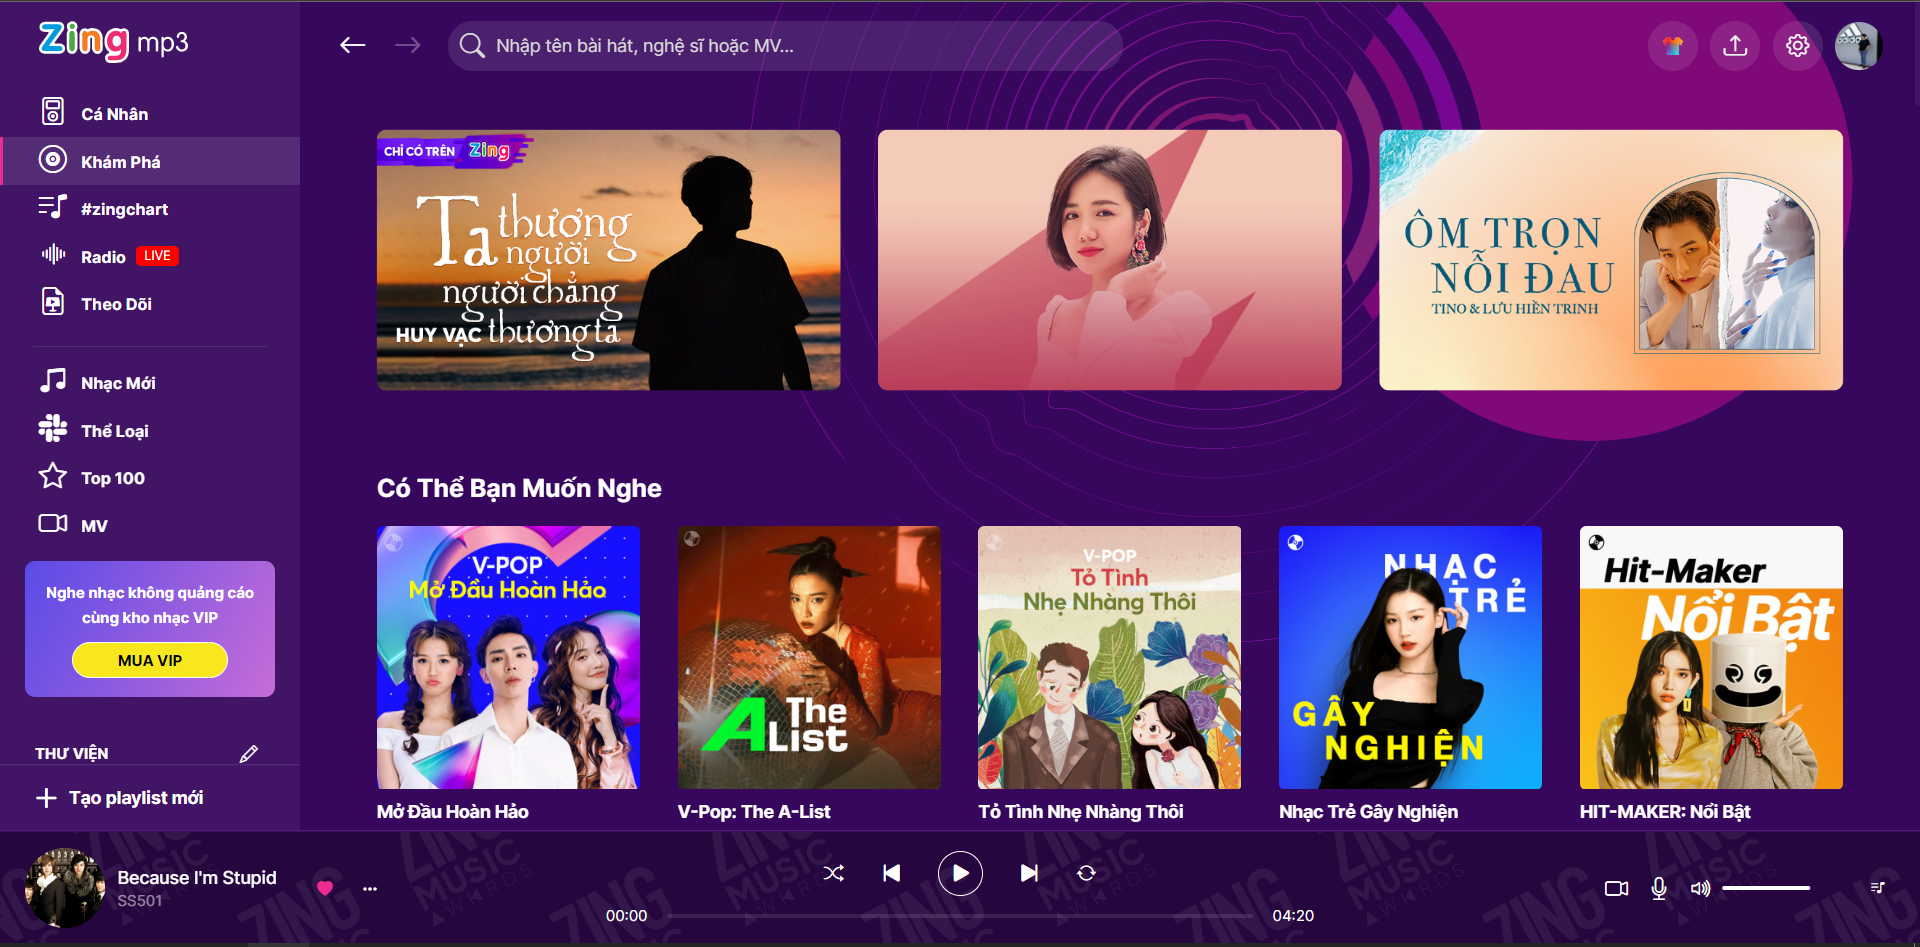 Zing mp3
Nhập tên bài hát, nghệ sĩ hoặc MV...
Cá Nhân
Khám Phá
#zingchart
Radio LIVE
Theo Dõi
Nhạc Mới
Thể Loại
Top 100
MV
Nghe nhạc không quảng cáo
cùng kho nhạc VIP
MUA VIP
THƯ VIỆN
Tạo playlist mới
CHỈ CÓ TRÊN Zing
Ta thương
người
người chẳng
HUY VẠC thương ta
ÔM TRỌN
NỖI ĐAU
TINO & LƯU HIỀN TRINH
Có Thể Bạn Muốn Nghe
V-POP
Mở Đầu Hoàn Hảo
The
A List
V-POP
Tỏ Tình
Nhẹ Nhàng Thôi
NHẠC
TRẺ
GÂY
NGHIỆN
Hit-Maker
Nổi Bật
Mở Đầu Hoàn Hảo
V-Pop: The A-List
Tỏ Tình Nhẹ Nhàng Thôi
Nhạc Trẻ Gây Nghiện
HIT-MAKER: Nổi Bật
Because I'm Stupid
SS501
00:00
04:20
ZING
MUSIC
AWARDS